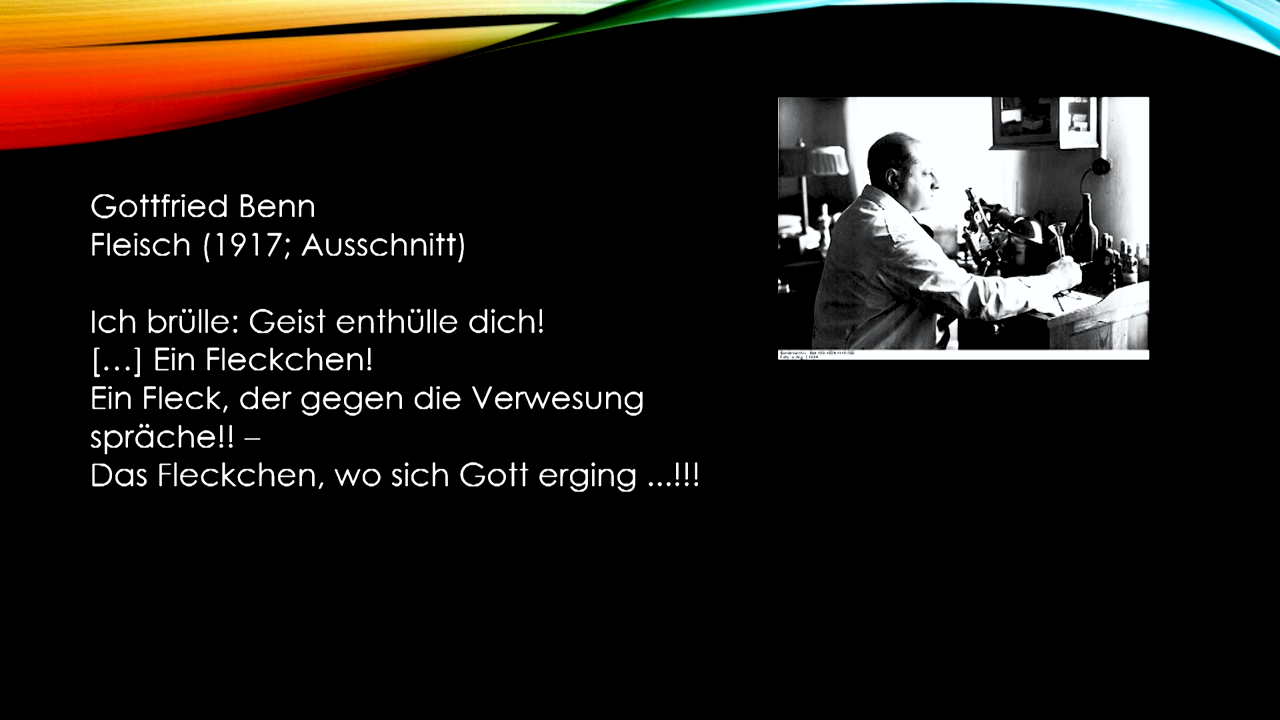 Gottfried Benn
Fleisch (1917; Ausschnitt)
Ich brülle: Geist enthülle dich!
[…] Ein Fleckchen!
Ein Fleck, der gegen die Verwesung
spräche!! –
Das Fleckchen, wo sich Gott erging ...!!!